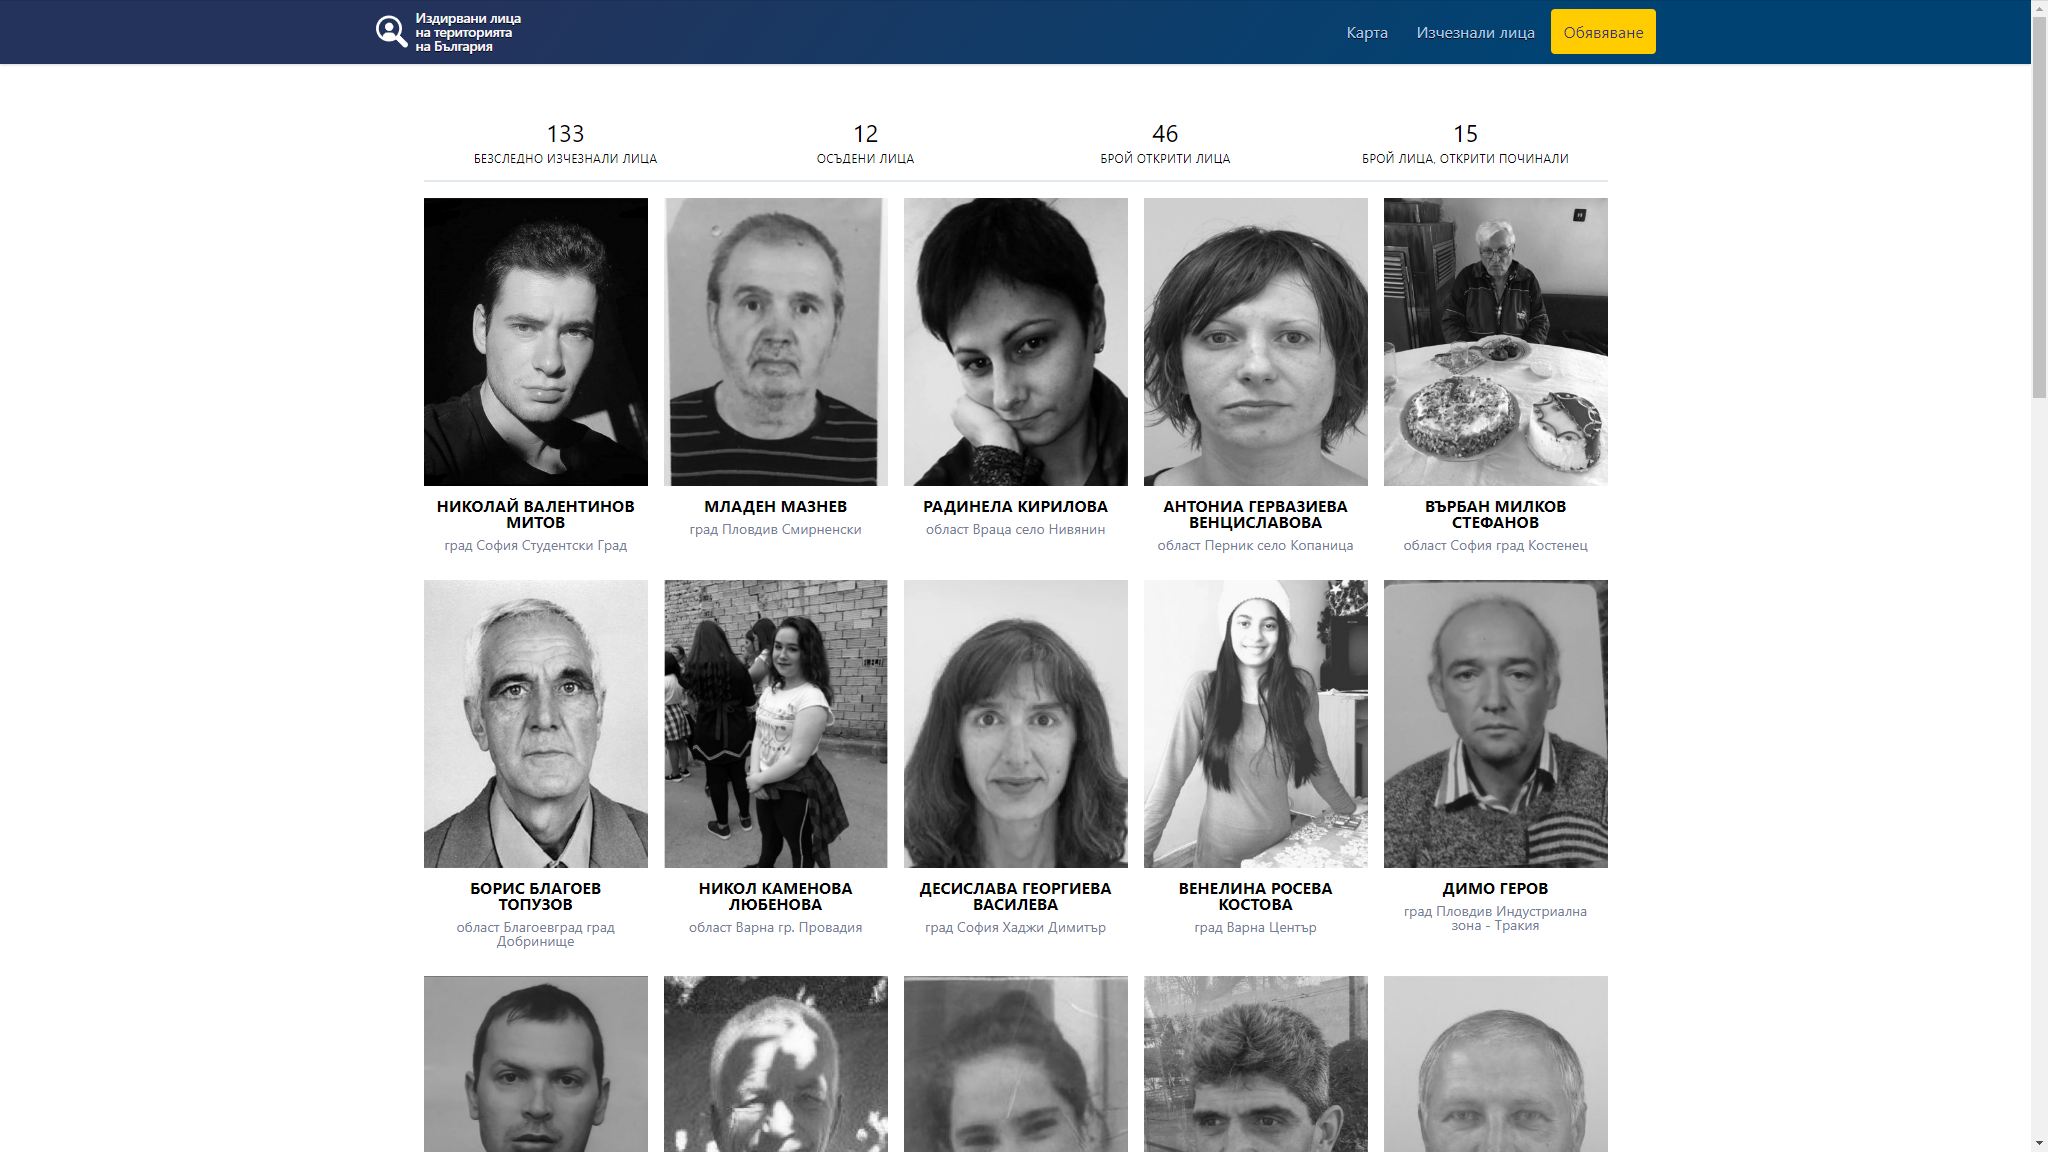 Издирвани лица
на територията
на България
Карта
Изчезнали лица
Обявяване
133
БЕЗСЛЕДНО ИЗЧЕЗНАЛИ ЛИЦА
12
ОСЪДЕНИ ЛИЦА
46
БРОЙ ОТКРИТИ ЛИЦА
15
БРОЙ ЛИЦА, ОТКРИТИ ПОЧИНАЛИ
НИКОЛАЙ ВАЛЕНТИНОВ
МИТОВ
град София Студентски Град
МЛАДЕН МАЗНЕВ
град Пловдив Смирненски
РАДИНЕЛА КИРИЛОВА
област Враца село Нивянин
АНТОНИА ГЕРВАЗИЕВА
ВЕНЦИСЛАВОВА
област Перник село Копаница
ВЪРБАН МИЛКОВ
СТЕФАНОВ
област София град Костенец
БОРИС БЛАГОЕВ
ТОПУЗОВ
област Благоевград град
Добринище
НИКОЛ КАМЕНОВА
ЛЮБЕНОВА
област Варна гр. Провадия
ДЕСИСЛАВА ГЕОРГИЕВА
ВАСИЛЕВА
град София Хаджи Димитър
ВЕНЕЛИНА РОСЕВА
КОСТОВА
град Варна Център
ДИМО ГЕРОВ
град Пловдив Индустриална
зона - Тракия